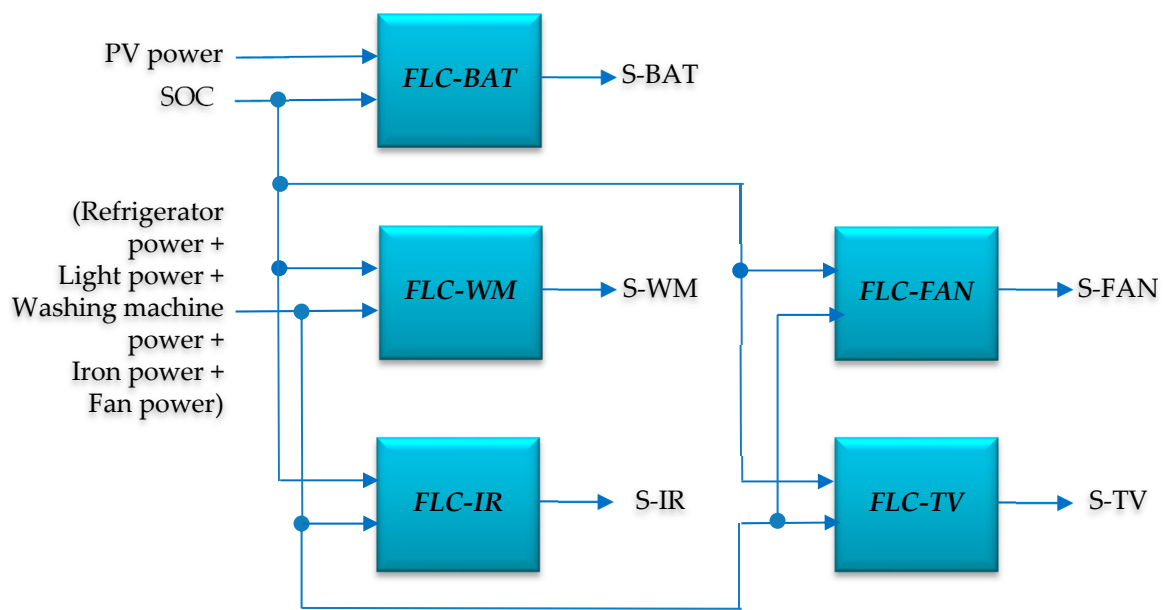 PV power
SOC
FLC-BAT
S-BAT
(Refrigerator
power +
Light power +
Washing machine
power +
Iron power +
Fan power)
FLC-WM
S-WM
FLC-FAN
S-FAN
FLC-IR
S-IR
FLC-TV
S-TV